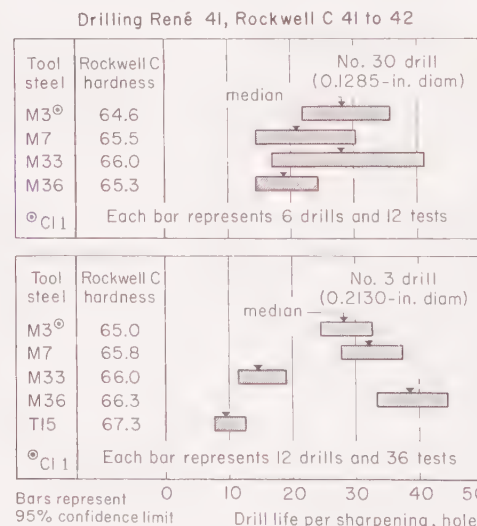 Drilling René 41, Rockwell C 41 to 42
Tool steel Rockwell C hardness
No. 30 drill
(0.1285-in. diam)
median
M3⊙ 64.6
M7 65.5
M33 66.0
M36 65.3
⊙Cl 1 Each bar represents 6 drills and 12 tests
Tool steel Rockwell C hardness
No. 3 drill
(0.2130-in. diam)
median
M3⊙ 65.0
M7 65.8
M33 66.0
M36 66.3
T15 67.3
⊙Cl 1 Each bar represents 12 drills and 36 tests
Bars represent
95% confidence limit
0 10 20 30 40 50
Drill life per sharpening, hole